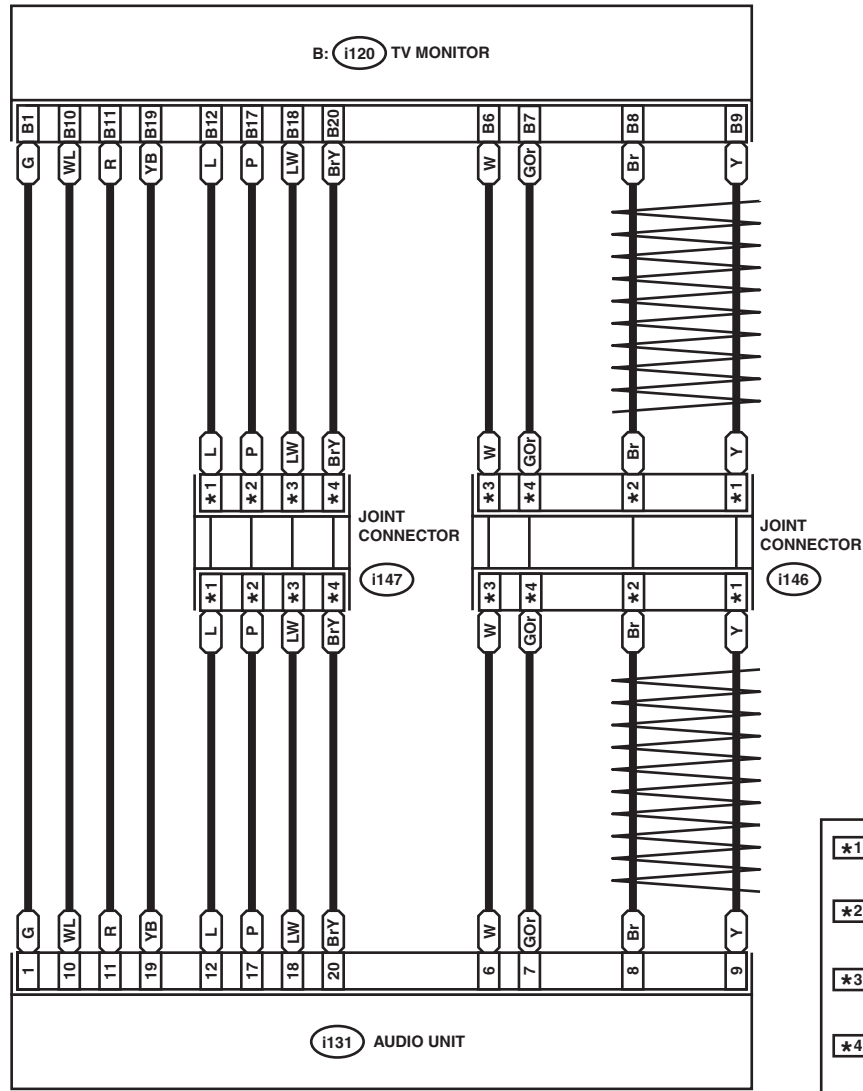 B: i120 TV MONITOR
B1 B10 B11 B19 B12 B17 B18 B20 B6 B7 B8 B9
G WL R YB L P LW BrY W GOr Br Y
L P LW BrY W GOr Br Y
*1 *2 *3 *4 *3 *4 *2 *1
JOINT
CONNECTOR
i147
JOINT
CONNECTOR
i146
*1 *2 *3 *4 *3 *4 *2 *1
L P LW BrY W GOr Br Y
G WL R YB L P LW BrY W GOr Br Y
1 10 11 19 12 17 18 20 6 7 8 9
i131 AUDIO UNIT
*1
*2
*3
*4